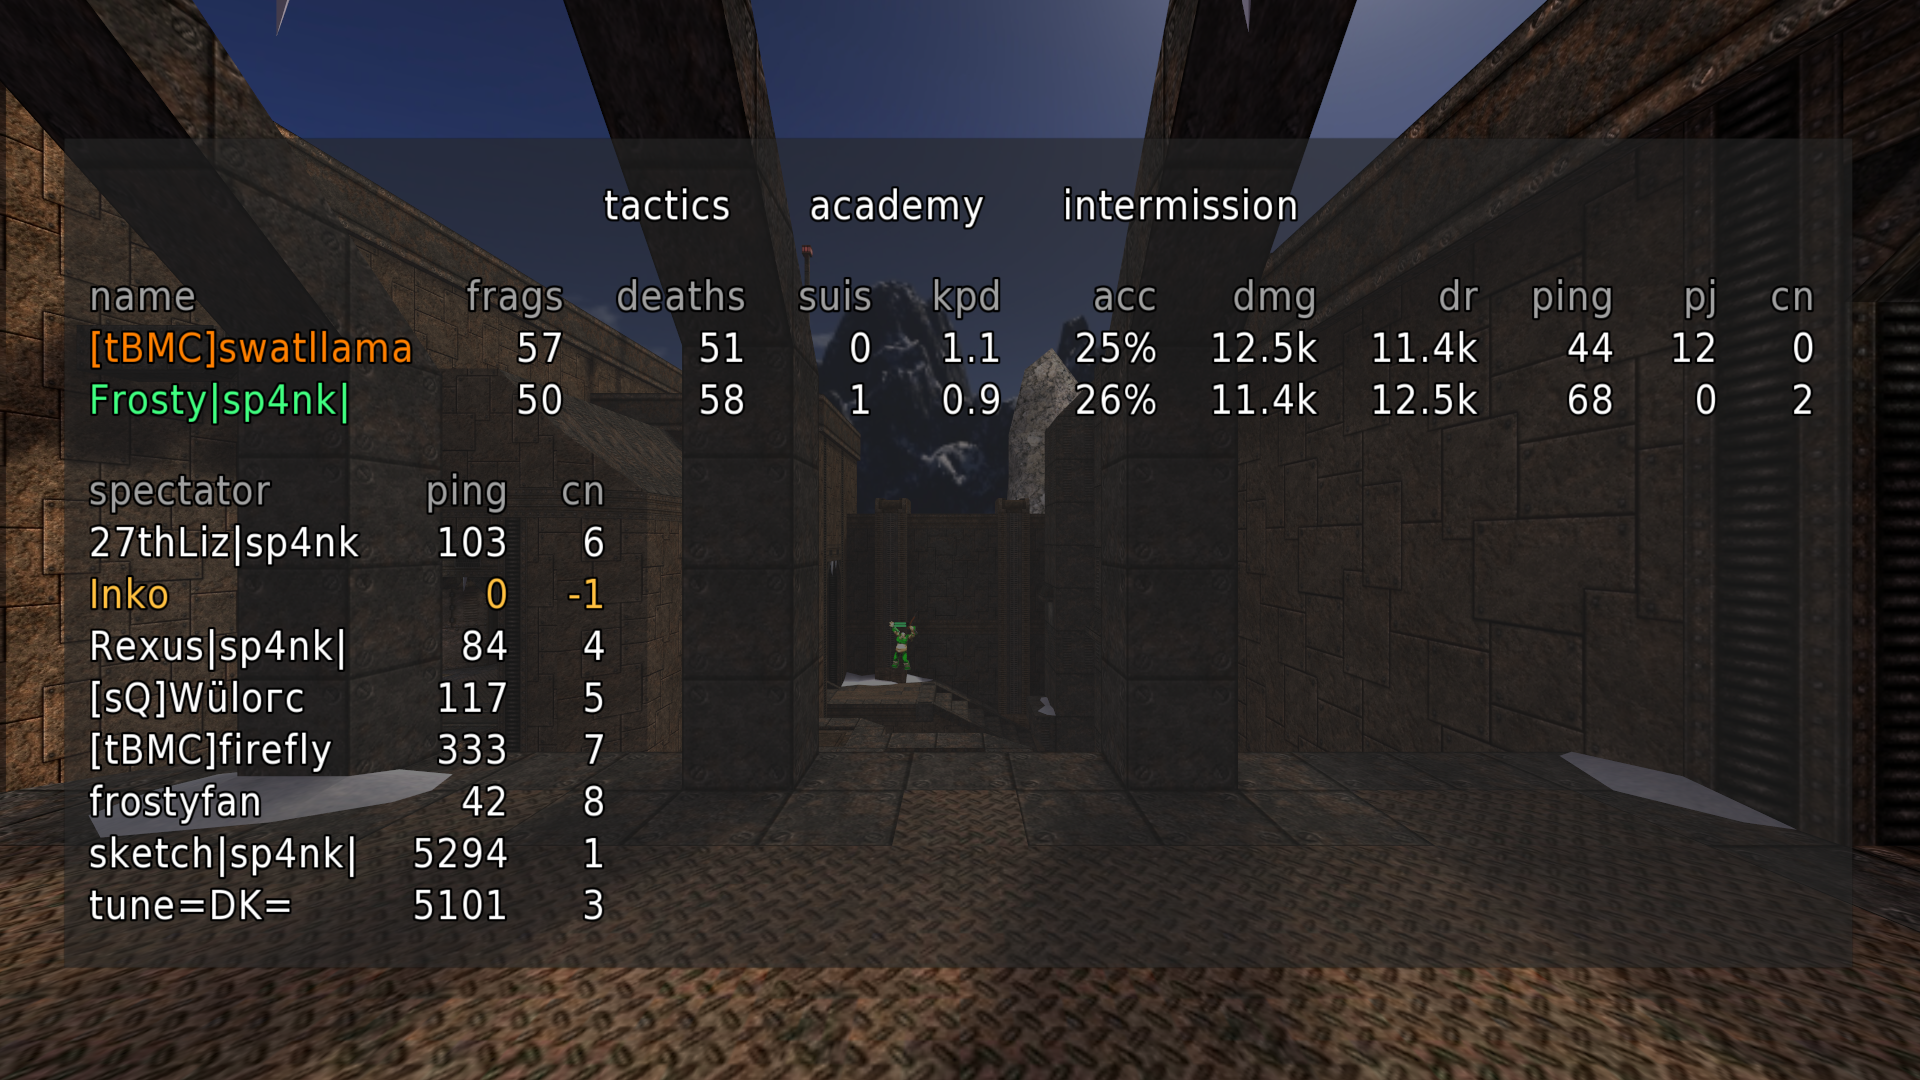 tactics academy intermission
name frags deaths suis kpd acc dmg dr ping pj cn
[tBMC]swatllama 57 51 0 1.1 25% 12.5k 11.4k 44 12 0
Frosty|sp4nk| 50 58 1 0.9 26% 11.4k 12.5k 68 0 2
spectator ping cn
27thLiz|sp4nk 103 6
Inko 0 -1
Rexus|sp4nk| 84 4
[sQ]Wüloгc 117 5
[tBMC]firefly 333 7
frostyfan 42 8
sketch|sp4nk| 5294 1
tune=DK= 5101 3